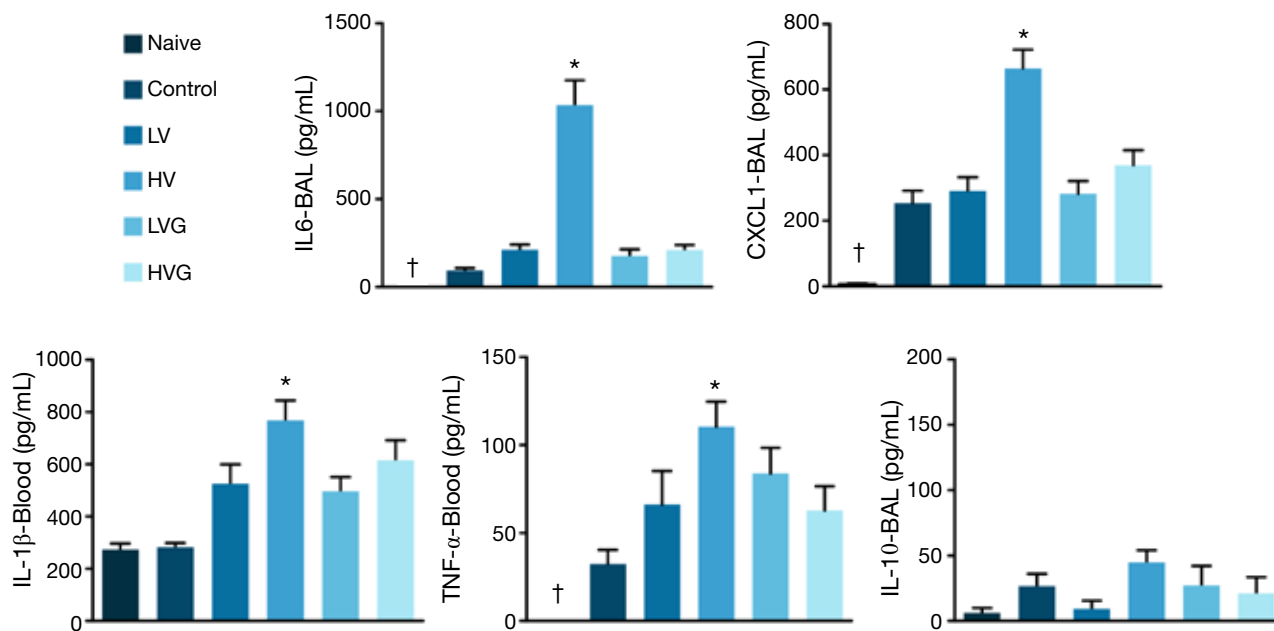 Naive
Control
LV
HV
LVG
HVG
IL6-BAL (pg/mL)
1500
1000
500
0
†
*
CXCL1-BAL (pg/mL)
800
600
400
200
0
†
*
IL-1β-Blood (pg/mL)
1000
800
600
400
200
0
*
TNF-α-Blood (pg/mL)
150
100
50
0
†
*
IL-10-BAL (pg/mL)
200
150
100
50
0